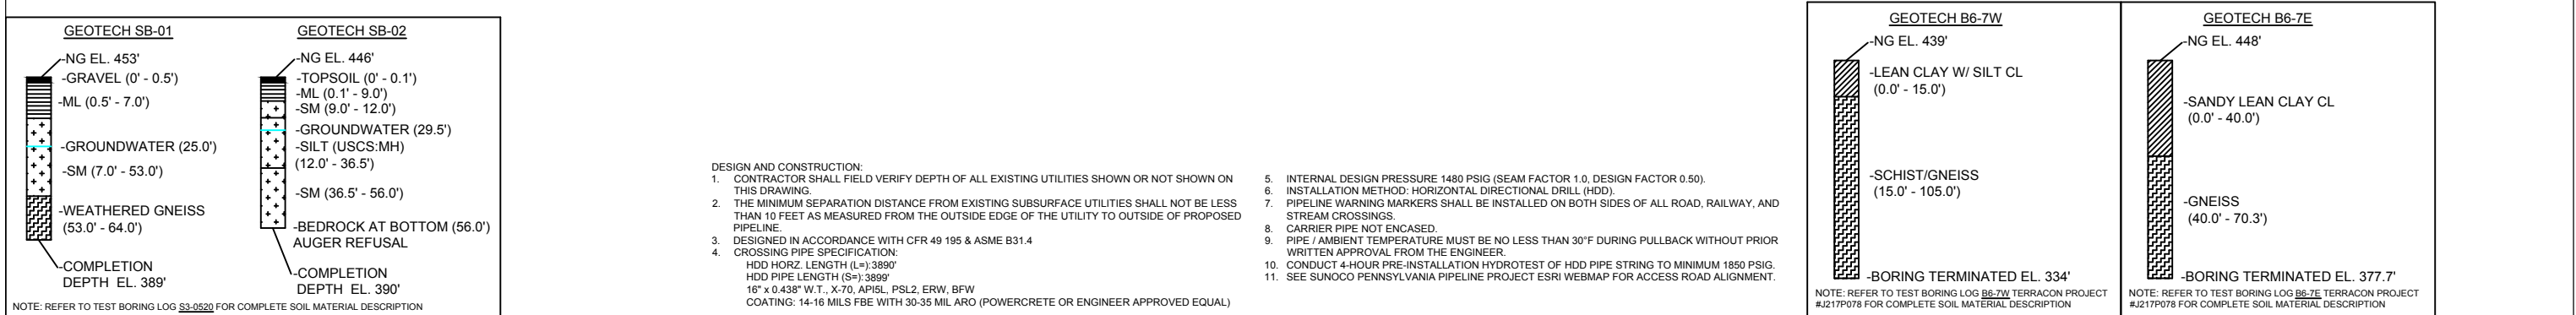 GEOTECH SB-01
-NG EL. 453'
-GRAVEL (0' - 0.5')
-ML (0.5' - 7.0')
-GROUNDWATER (25.0')
-SM (7.0' - 53.0')
-WEATHERED GNEISS
(53.0' - 64.0')
-COMPLETION
DEPTH EL. 389'
GEOTECH SB-02
-NG EL. 446'
-TOPSOIL (0' - 0.1')
-ML (0.1' - 9.0')
-SM (9.0' - 12.0')
-GROUNDWATER (29.5')
-SILT (USCS:MH)
(12.0' - 36.5')
-SM (36.5' - 56.0')
-BEDROCK AT BOTTOM (56.0')
AUGER REFUSAL
-COMPLETION
DEPTH EL. 390'
NOTE: REFER TO TEST BORING LOG S3-0520 FOR COMPLETE SOIL MATERIAL DESCRIPTION
DESIGN AND CONSTRUCTION:
1. CONTRACTOR SHALL FIELD VERIFY DEPTH OF ALL EXISTING UTILITIES SHOWN OR NOT SHOWN ON
THIS DRAWING.
2. THE MINIMUM SEPARATION DISTANCE FROM EXISTING SUBSURFACE UTILITIES SHALL NOT BE LESS
THAN 10 FEET AS MEASURED FROM THE OUTSIDE EDGE OF THE UTILITY TO OUTSIDE OF PROPOSED
PIPELINE.
3. DESIGNED IN ACCORDANCE WITH CFR 49 195 & ASME B31.4
4. CROSSING PIPE SPECIFICATION:
HDD HORZ. LENGTH (L=):3890'
HDD PIPE LENGTH (S=):3899'
16" x 0.438" W.T., X-70, API5L, PSL2, ERW, BFW
COATING: 14-16 MILS FBE WITH 30-35 MIL ARO (POWERCRETE OR ENGINEER APPROVED EQUAL)
5. INTERNAL DESIGN PRESSURE 1480 PSIG (SEAM FACTOR 1.0, DESIGN FACTOR 0.50).
6. INSTALLATION METHOD: HORIZONTAL DIRECTIONAL DRILL (HDD).
7. PIPELINE WARNING MARKERS SHALL BE INSTALLED ON BOTH SIDES OF ALL ROAD, RAILWAY, AND
STREAM CROSSINGS.
8. CARRIER PIPE NOT ENCASED.
9. PIPE / AMBIENT TEMPERATURE MUST BE NO LESS THAN 30°F DURING PULLBACK WITHOUT PRIOR
WRITTEN APPROVAL FROM THE ENGINEER.
10. CONDUCT 4-HOUR PRE-INSTALLATION HYDROTEST OF HDD PIPE STRING TO MINIMUM 1850 PSIG.
11. SEE SUNOCO PENNSYLVANIA PIPELINE PROJECT ESRI WEBMAP FOR ACCESS ROAD ALIGNMENT.
GEOTECH B6-7W
-NG EL. 439'
-LEAN CLAY W/ SILT CL
(0.0' - 15.0')
-SCHIST/GNEISS
(15.0' - 105.0')
-BORING TERMINATED EL. 334'
NOTE: REFER TO TEST BORING LOG B6-7W TERRACON PROJECT
#J217P078 FOR COMPLETE SOIL MATERIAL DESCRIPTION
GEOTECH B6-7E
-NG EL. 448'
-SANDY LEAN CLAY CL
(0.0' - 40.0')
-GNEISS
(40.0' - 70.3')
-BORING TERMINATED EL. 377.7'
NOTE: REFER TO TEST BORING LOG B6-7E TERRACON PROJECT
#J217P078 FOR COMPLETE SOIL MATERIAL DESCRIPTION